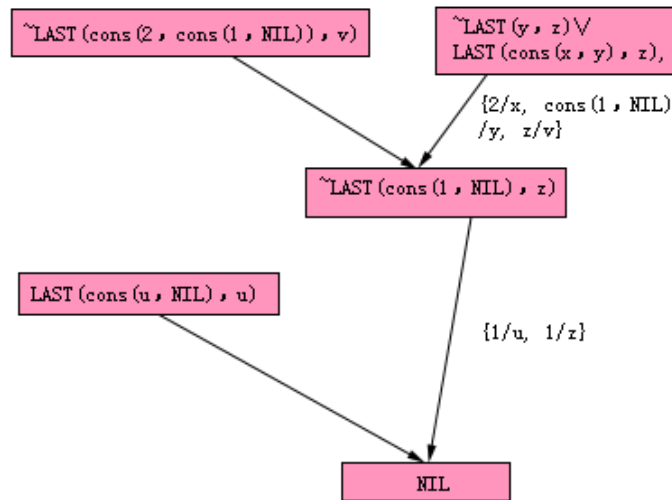 ~LAST(cons(2, cons(1, NIL)), v)
~LAST(y, z)∨
LAST(cons(x, y), z),
{2/x, cons(1, NIL)
/y, z/v}
~LAST(cons(1, NIL), z)
LAST(cons(u, NIL), u)
{1/u, 1/z}
NIL